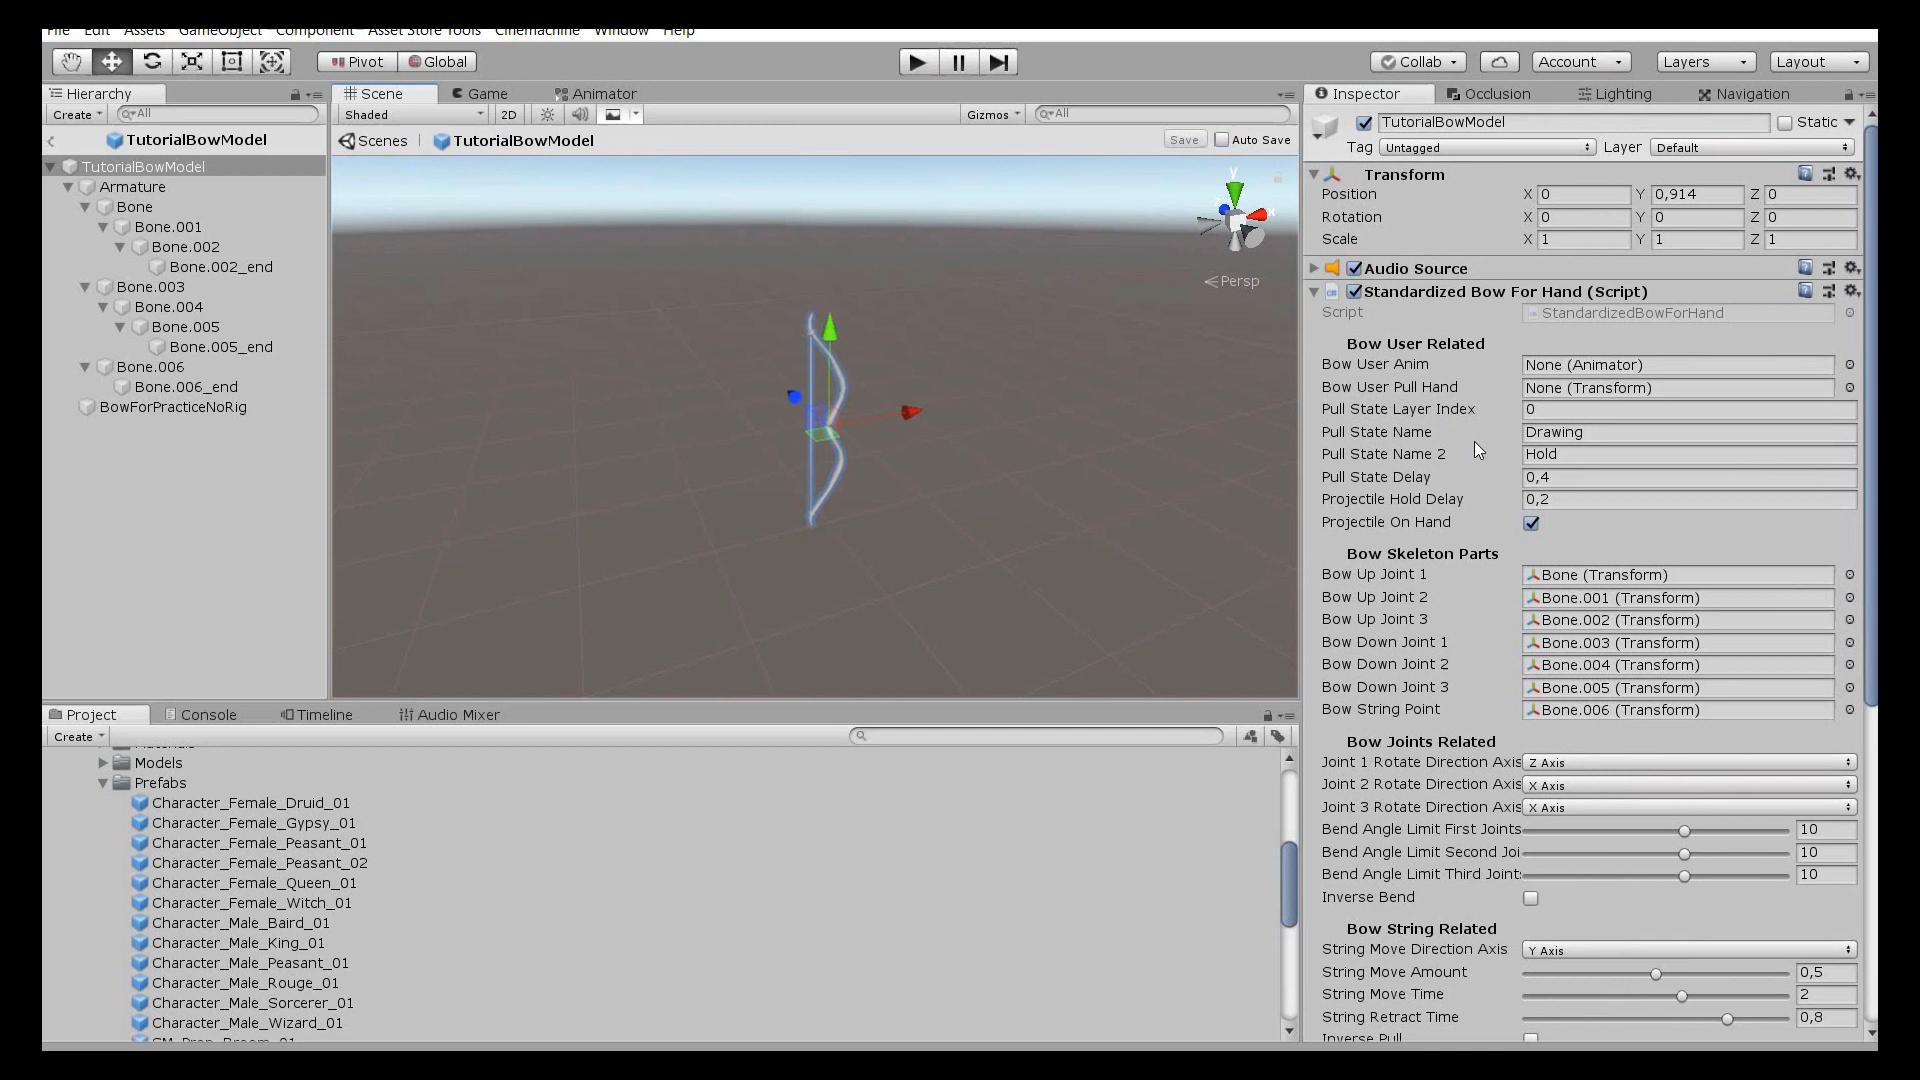 File Edit Assets GameObject Component Asset Store Tools Cinemachine Window Help
Pivot Global Collab Account Layers Layout
Hierarchy
Create All
TutorialBowModel
TutorialBowModel
Armature
Bone
Bone.001
Bone.002
Bone.002_end
Bone.003
Bone.004
Bone.005
Bone.005_end
Bone.006
Bone.006_end
BowForPracticeNoRig
Scene Game Animator
Shaded 2D Gizmos All
Scenes TutorialBowModel Save Auto Save
y
x
Persp
Project Console Timeline Audio Mixer
Create
Models
Prefabs
Character_Female_Druid_01
Character_Female_Gypsy_01
Character_Female_Peasant_01
Character_Female_Peasant_02
Character_Female_Queen_01
Character_Female_Witch_01
Character_Male_Baird_01
Character_Male_King_01
Character_Male_Peasant_01
Character_Male_Rouge_01
Character_Male_Sorcerer_01
Character_Male_Wizard_01
Inspector Occlusion Lighting Navigation
TutorialBowModel Static
Tag Untagged Layer Default
Transform
Position X 0 Y 0,914 Z 0
Rotation X 0 Y 0 Z 0
Scale X 1 Y 1 Z 1
Audio Source
Standardized Bow For Hand (Script)
Script StandardizedBowForHand
Bow User Related
Bow User Anim None (Animator)
Bow User Pull Hand None (Transform)
Pull State Layer Index 0
Pull State Name Drawing
Pull State Name 2 Hold
Pull State Delay 0,4
Projectile Hold Delay 0,2
Projectile On Hand
Bow Skeleton Parts
Bow Up Joint 1 Bone (Transform)
Bow Up Joint 2 Bone.001 (Transform)
Bow Up Joint 3 Bone.002 (Transform)
Bow Down Joint 1 Bone.003 (Transform)
Bow Down Joint 2 Bone.004 (Transform)
Bow Down Joint 3 Bone.005 (Transform)
Bow String Point Bone.006 (Transform)
Bow Joints Related
Joint 1 Rotate Direction Axis Z Axis
Joint 2 Rotate Direction Axis X Axis
Joint 3 Rotate Direction Axis X Axis
Bend Angle Limit First Joints 10
Bend Angle Limit Second Joi 10
Bend Angle Limit Third Joint 10
Inverse Bend
Bow String Related
String Move Direction Axis Y Axis
String Move Amount 0,5
String Move Time 2
String Retract Time 0,8
Inverse Pull